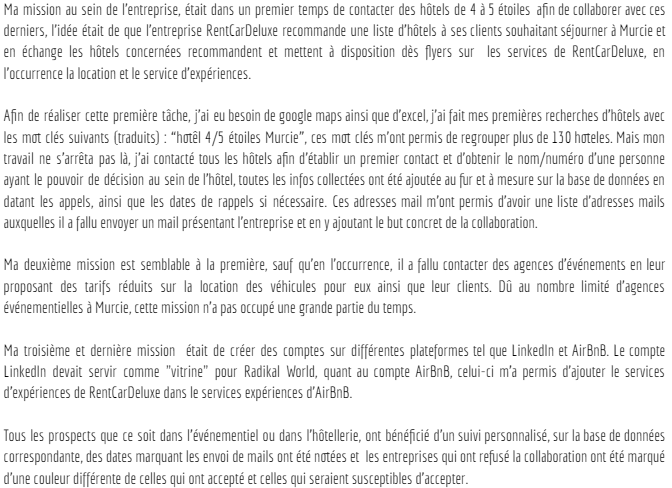 Ma mission au sein de l'entreprise, était dans un premier temps de contacter des hôtels de 4 à 5 étoiles afin de collaborer avec ces
derniers, l'idée était de que l'entreprise RentCarDeluxe recommande une liste d'hôtels à ses clients souhaitant séjourner à Murcie et
en échange les hôtels concernées recommandent et mettent à disposition dès flyers sur les services de RentCarDeluxe, en
l'occurrence la location et le service d'expériences.
Afin de réaliser cette première tâche, j'ai eu besoin de google maps ainsi que d'excel, j'ai fait mes premières recherches d'hôtels avec
les mot clés suivants (traduits) : "hotêl 4/5 étoiles Murcie", ces mot clés m'ont permis de regrouper plus de 130 hoteles. Mais mon
travail ne s'arrêta pas là, j'ai contacté tous les hôtels afin d'établir un premier contact et d'obtenir le nom/numéro d'une personne
ayant le pouvoir de décision au sein de l'hôtel, toutes les infos collectées ont été ajoutée au fur et à mesure sur la base de données en
datant les appels, ainsi que les dates de rappels si nécessaire. Ces adresses mail m'ont permis d'avoir une liste d'adresses mails
auxquelles il a fallu envoyer un mail présentant l'entreprise et en y ajoutant le but concret de la collaboration.
Ma deuxième mission est semblable à la première, sauf qu'en l'occurrence, il a fallu contacter des agences d'événements en leur
proposant des tarifs réduits sur la location des véhicules pour eux ainsi que leur clients. Dû au nombre limité d'agences
événementielles à Murcie, cette mission n'a pas occupé une grande partie du temps.
Ma troisième et dernière mission était de créer des comptes sur différentes plateformes tel que LinkedIn et AirBnB. Le compte
LinkedIn devait servir comme "vitrine" pour Radikal World, quant au compte AirBnB, celui-ci m'a permis d'ajouter le services
d'expériences de RentCarDeluxe dans le services expériences d'AirBnB.
Tous les prospects que ce soit dans l'événementiel ou dans l'hôtellerie, ont bénéficié d'un suivi personnalisé, sur la base de données
correspondante, des dates marquant les envoi de mails ont été notées et les entreprises qui ont refusé la collaboration ont été marqué
d'une couleur différente de celles qui ont accepté et celles qui seraient susceptibles d'accepter.